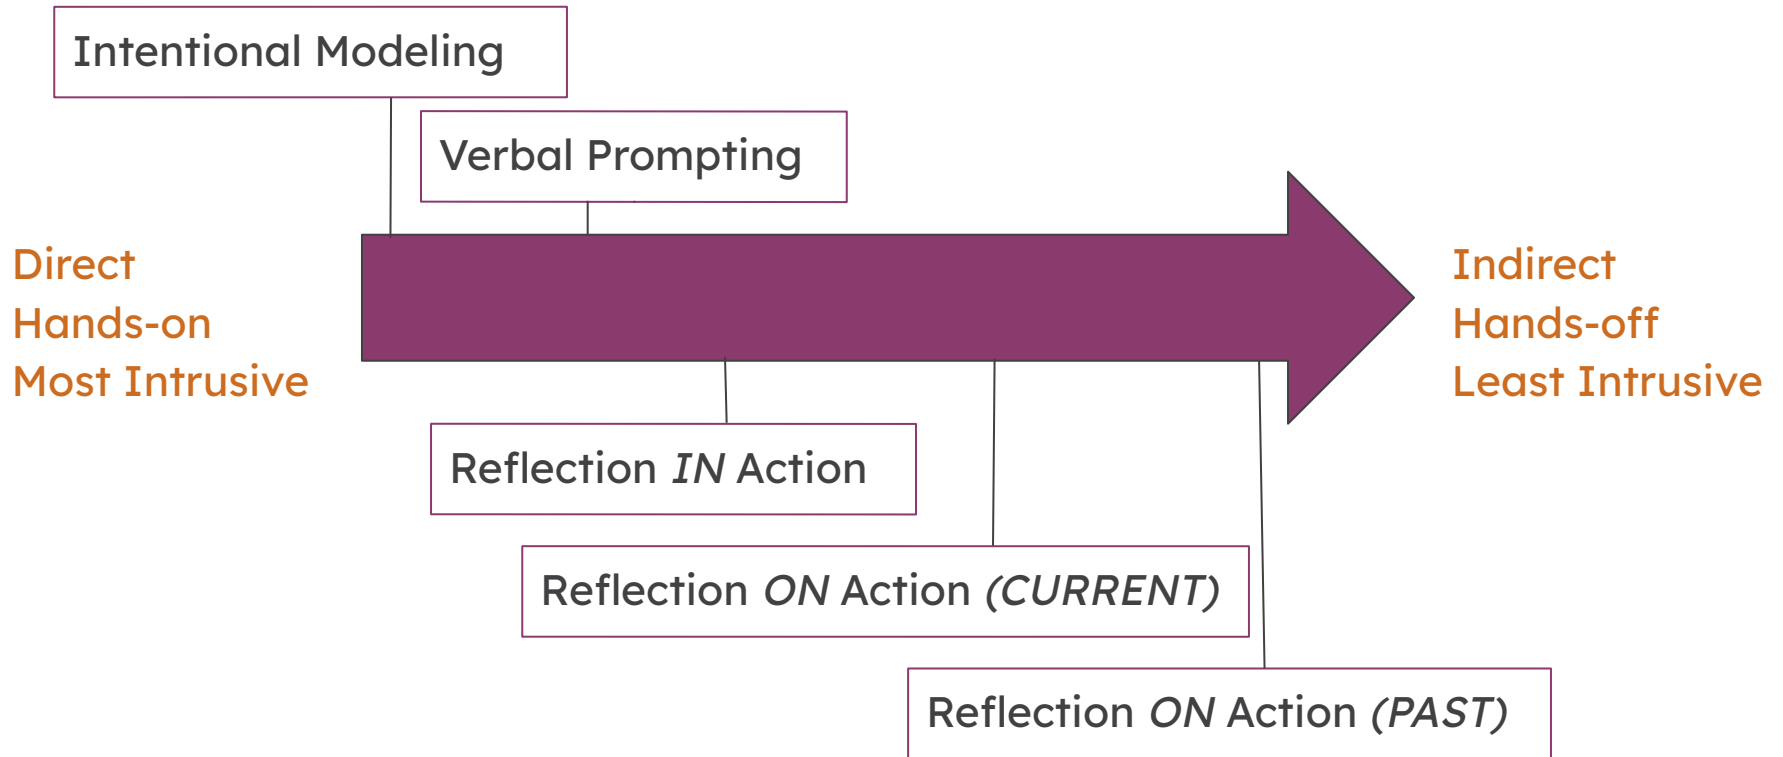 Intentional Modeling
Verbal Prompting
Direct
Hands-on
Most Intrusive
Indirect
Hands-off
Least Intrusive
Reflection IN Action
Reflection ON Action (CURRENT)
Reflection ON Action (PAST)